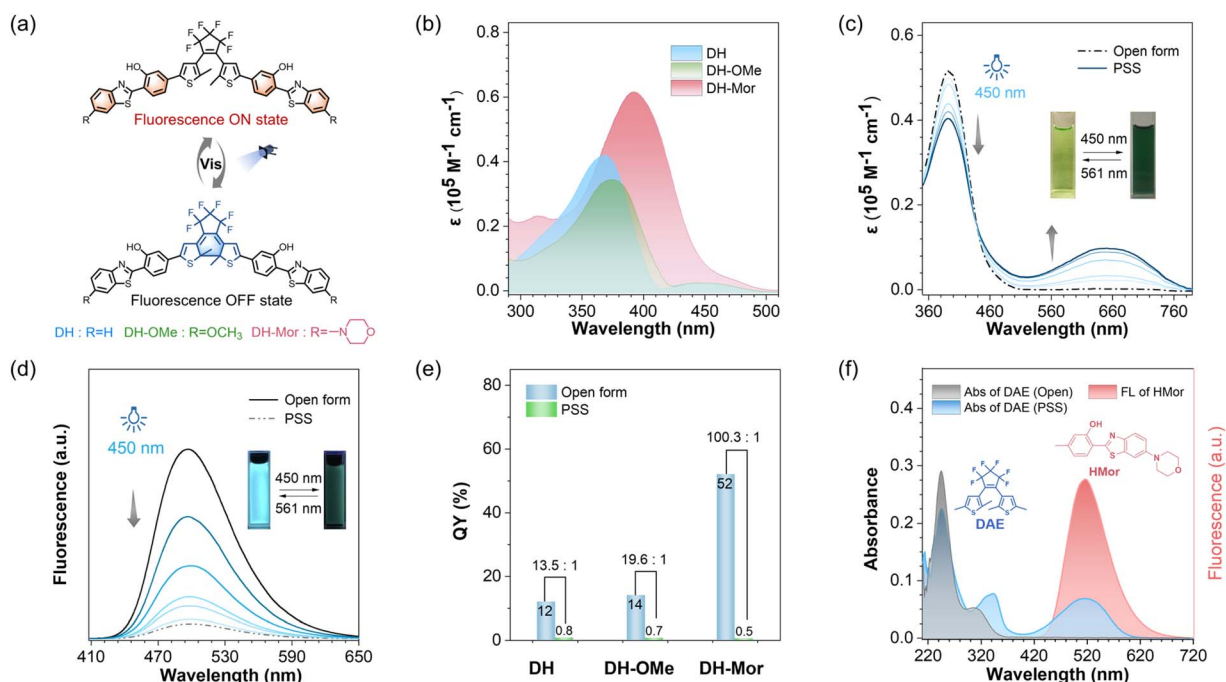 (a)
F F
F F
F F
OH
OH
N
N
S
S
S
S
R
R
Fluorescence ON state
Vis
F F
F F
F F
HO
OH
N
N
S
S
S
S
R
R
Fluorescence OFF state
DH : R=H
DH-OMe : R=OCH₃
DH-Mor : R= N O
(b)
DH
DH-OMe
DH-Mor
ε (10⁵ M⁻¹ cm⁻¹)
0.8
0.6
0.4
0.2
0.0
300 350 400 450 500
Wavelength (nm)
(c)
Open form
PSS
450 nm
450 nm
561 nm
ε (10⁵ M⁻¹ cm⁻¹)
0.6
0.4
0.2
0.0
360 460 560 660 760
Wavelength (nm)
(d)
Open form
PSS
450 nm
450 nm
561 nm
Fluorescence (a.u.)
410 470 530 590 650
Wavelength (nm)
(e)
Open form
PSS
QY (%)
80
60
40
20
0
13.5 : 1
12
0.8
19.6 : 1
14
0.7
100.3 : 1
52
0.5
DH DH-OMe DH-Mor
(f)
Abs of DAE (Open)
Abs of DAE (PSS)
FL of HMor
OH
N
S
N
O
HMor
F F
F F
F F
S S
DAE
Absorbance
0.4
0.3
0.2
0.1
0.0
220 320 420 520 620 720
Wavelength (nm)
Fluorescence (a.u.)